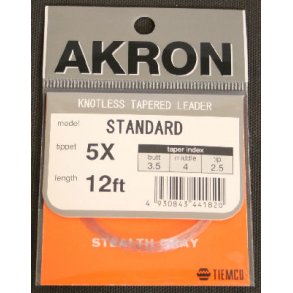 AKRON
KNOTLESS TAPERED LEADER
model STANDARD
tippet 5X
taper index
butt middle tip
3.5 4 2.5
length 12ft
4 930843 441820
STEALTH GRAY
TIEMCO